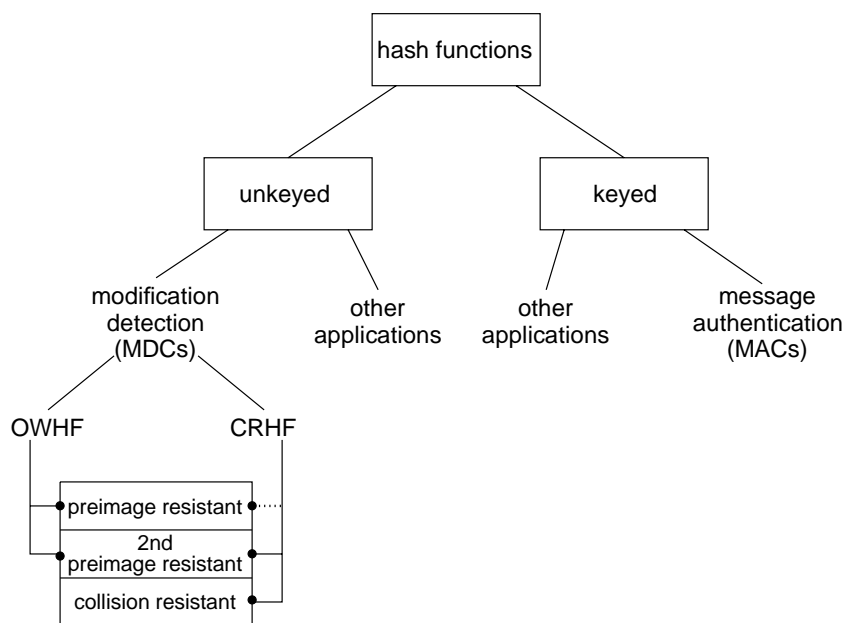 hash functions
unkeyed
keyed
modification
detection
(MDCs)
other
applications
other
applications
message
authentication
(MACs)
OWHF
CRHF
preimage resistant
2nd
preimage resistant
collision resistant